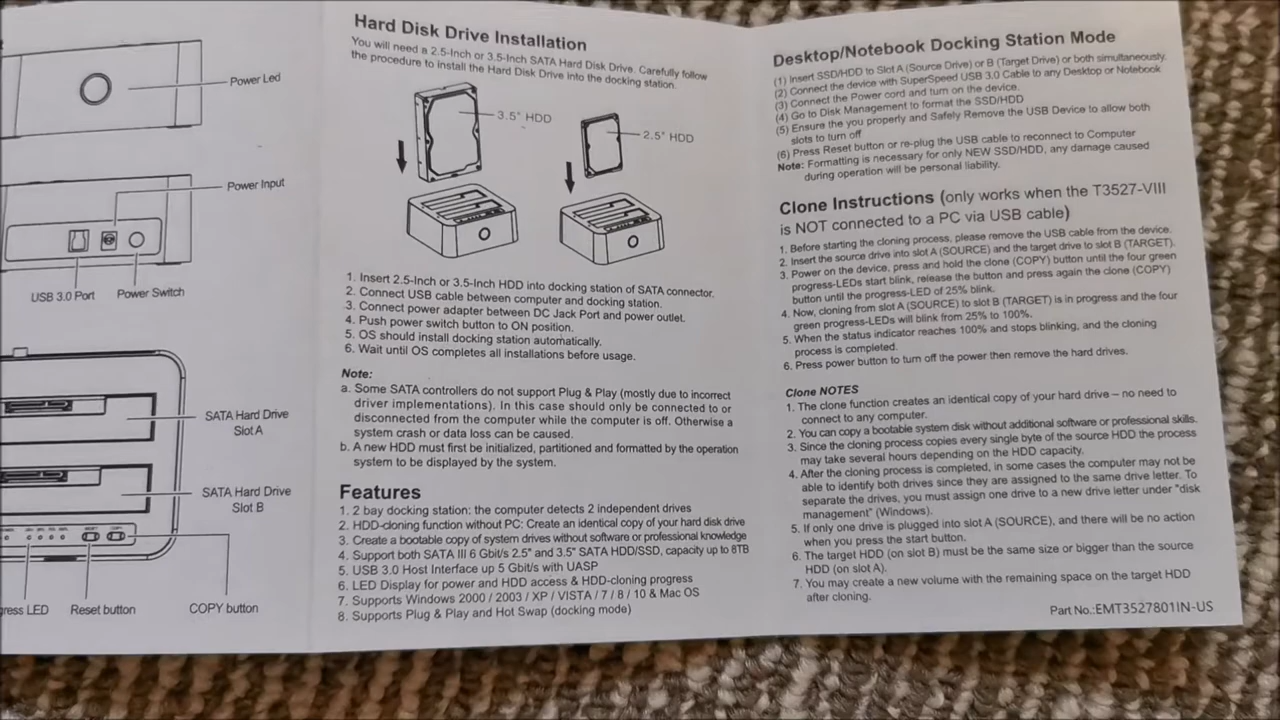 Power Led
Power Input
USB 3.0 Port
Power Switch
SATA Hard Drive
Slot A
SATA Hard Drive
Slot B
LED
Reset button
COPY button
Hard Disk Drive Installation
You will need a 2.5-Inch or 3.5-Inch SATA Hard Disk Drive. Carefully follow
the procedure to install the Hard Disk Drive into the docking station.
3.5" HDD
2.5" HDD
1. Insert 2.5-Inch or 3.5-Inch HDD into docking station of SATA connector.
2. Connect USB cable between computer and docking station.
3. Connect power adapter between DC Jack Port and power outlet.
4. Push power switch button to ON position.
5. OS should install docking station automatically.
6. Wait until OS completes all installations before usage.
Note:
a. Some SATA controllers do not support Plug & Play (mostly due to incorrect
driver implementations). In this case should only be connected to or
disconnected from the computer while the computer is off. Otherwise a
system crash or data loss can be caused.
b. A new HDD must first be initialized, partitioned and formatted by the operation
system to be displayed by the system.
Features
1. 2 bay docking station: the computer detects 2 independent drives
2. HDD-cloning function without PC: Create an identical copy of your hard disk drive
3. Create a bootable copy of system drives without software or professional knowledge
4. Support both SATA III 6 Gbit/s 2.5" and 3.5" SATA HDD/SSD, capacity up to 8TB
5. USB 3.0 Host Interface up 5 Gbit/s with UASP
6. LED Display for power and HDD access & HDD-cloning progress
7. Supports Windows 2000 / 2003 / XP / VISTA / 7 / 8 / 10 & Mac OS
8. Supports Plug & Play and Hot Swap (docking mode)
Desktop/Notebook Docking Station Mode
(1) Insert SSD/HDD to Slot A (Source Drive) or B (Target Drive) or both simultaneously.
(2) Connect the device with SuperSpeed USB 3.0 Cable to any Desktop or Notebook
(3) Connect the Power cord and turn on the device.
(4) Go to Disk Management to format the SSD/HDD
(5) Ensure the you properly and Safely Remove the USB Device to allow both
slots to turn off
(6) Press Reset button or re-plug the USB cable to reconnect to Computer
Note: Formatting is necessary for only NEW SSD/HDD, any damage caused
during operation will be personal liability.
Clone Instructions (only works when the T3527-VIII
is NOT connected to a PC via USB cable)
1. Before starting the cloning process, please remove the USB cable from the device.
2. Insert the source drive into slot A (SOURCE) and the target drive to slot B (TARGET).
3. Power on the device, press and hold the clone (COPY) button until the four green
progress-LEDs start blink, release the button and press again the clone (COPY)
button until the progress-LED of 25% blink.
4. Now, cloning from slot A (SOURCE) to slot B (TARGET) is in progress and the four
green progress-LEDs will blink from 25% to 100%.
5. When the status indicator reaches 100% and stops blinking, and the cloning
process is completed.
6. Press power button to turn off the power then remove the hard drives.
Clone NOTES
1. The clone function creates an identical copy of your hard drive – no need to
connect to any computer.
2. You can copy a bootable system disk without additional software or professional skills.
3. Since the cloning process copies every single byte of the source HDD the process
may take several hours depending on the HDD capacity.
4. After the cloning process is completed, in some cases the computer may not be
able to identify both drives since they are assigned to the same drive letter. To
separate the drives, you must assign one drive to a new drive letter under "disk
management" (Windows).
5. If only one drive is plugged into slot A (SOURCE), and there will be no action
when you press the start button.
6. The target HDD (on slot B) must be the same size or bigger than the source
HDD (on slot A).
7. You may create a new volume with the remaining space on the target HDD
after cloning.
Part No.:EMT3527801IN-US